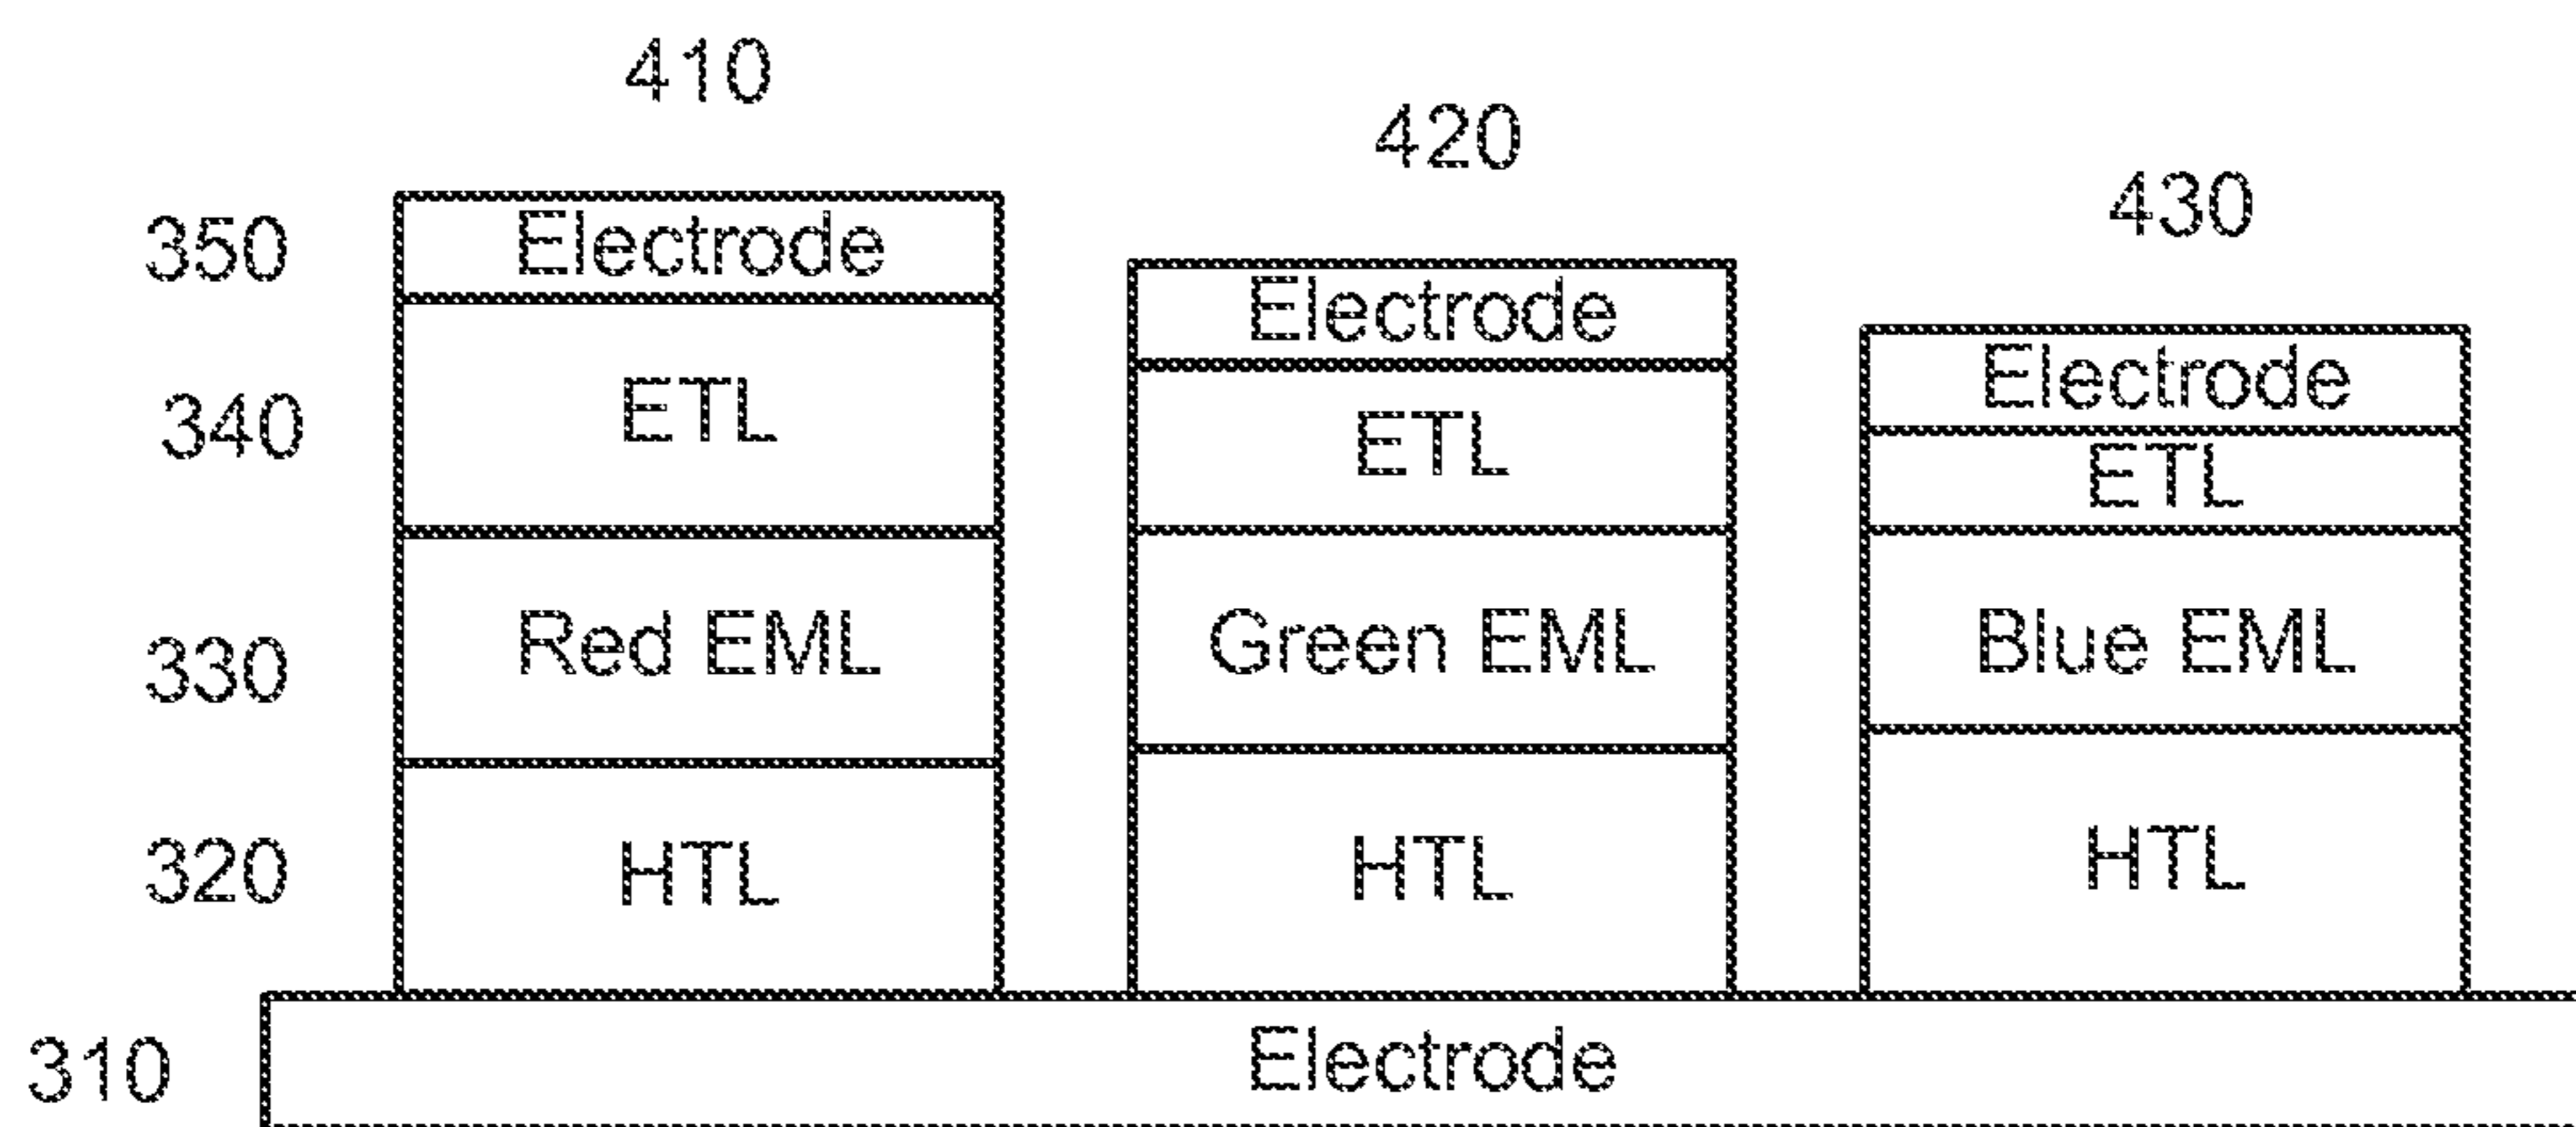 410
420
430
350 Electrode
Electrode
Electrode
340 ETL
ETL
ETL
330 Red EML Green EML Blue EML
320 HTL HTL HTL
310 Electrode